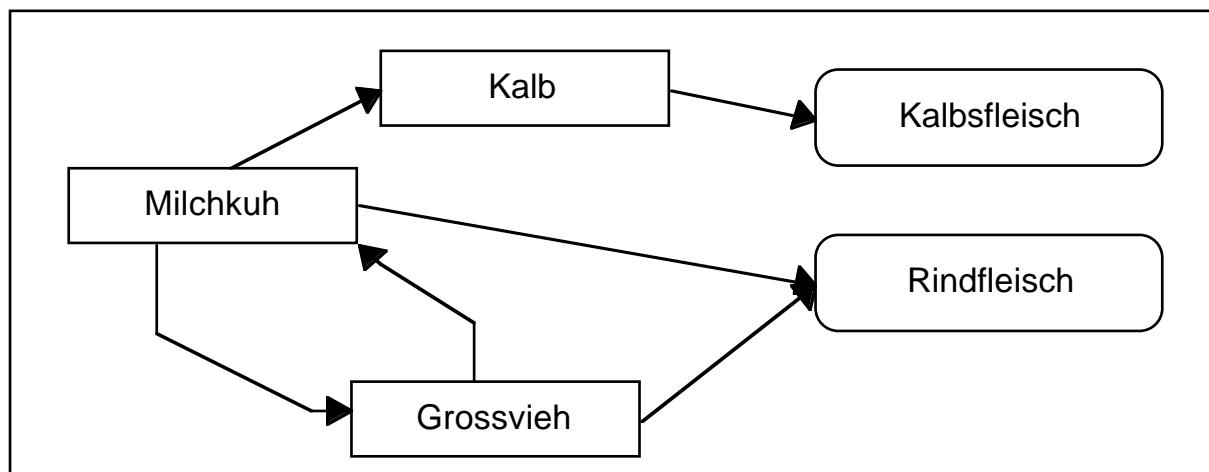 Kalb
Kalbsfleisch
Milchkuh
Rindfleisch
Grossvieh